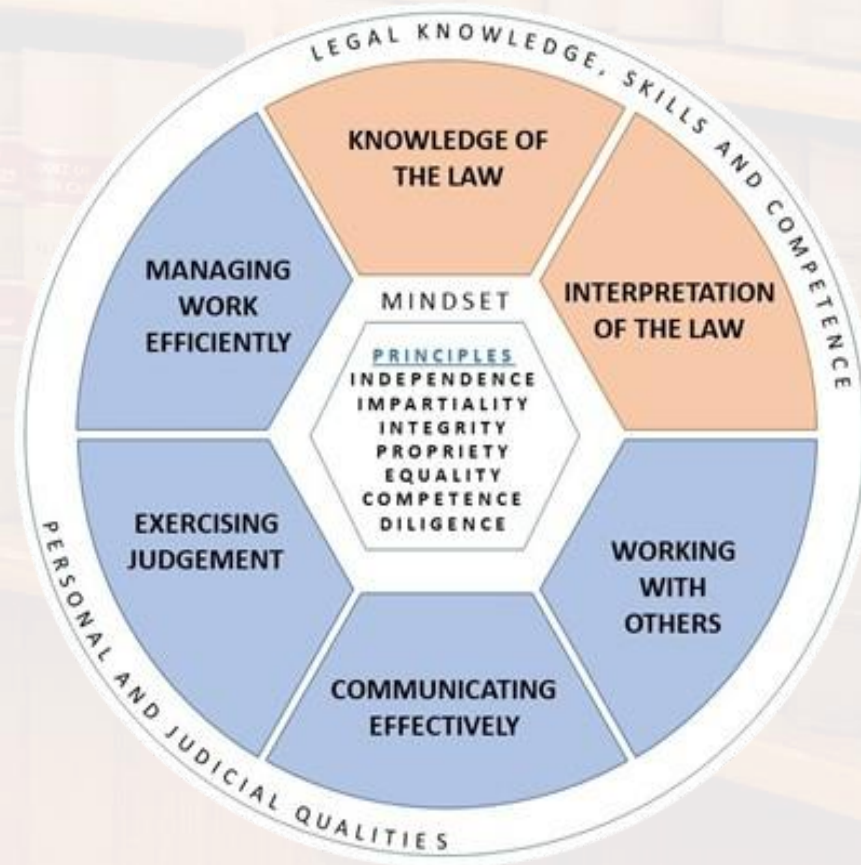 LEGAL KNOWLEDGE, SKILLS AND COMPETENCE
KNOWLEDGE OF
THE LAW
INTERPRETATION
OF THE LAW
MANAGING
WORK
EFFICIENTLY
MINDSET
PRINCIPLES
INDEPENDENCE
IMPARTIALITY
INTEGRITY
PROPRIETY
EQUALITY
COMPETENCE
DILIGENCE
EXERCISING
JUDGEMENT
WORKING
WITH
OTHERS
COMMUNICATING
EFFECTIVELY
PERSONAL AND JUDICIAL QUALITIES